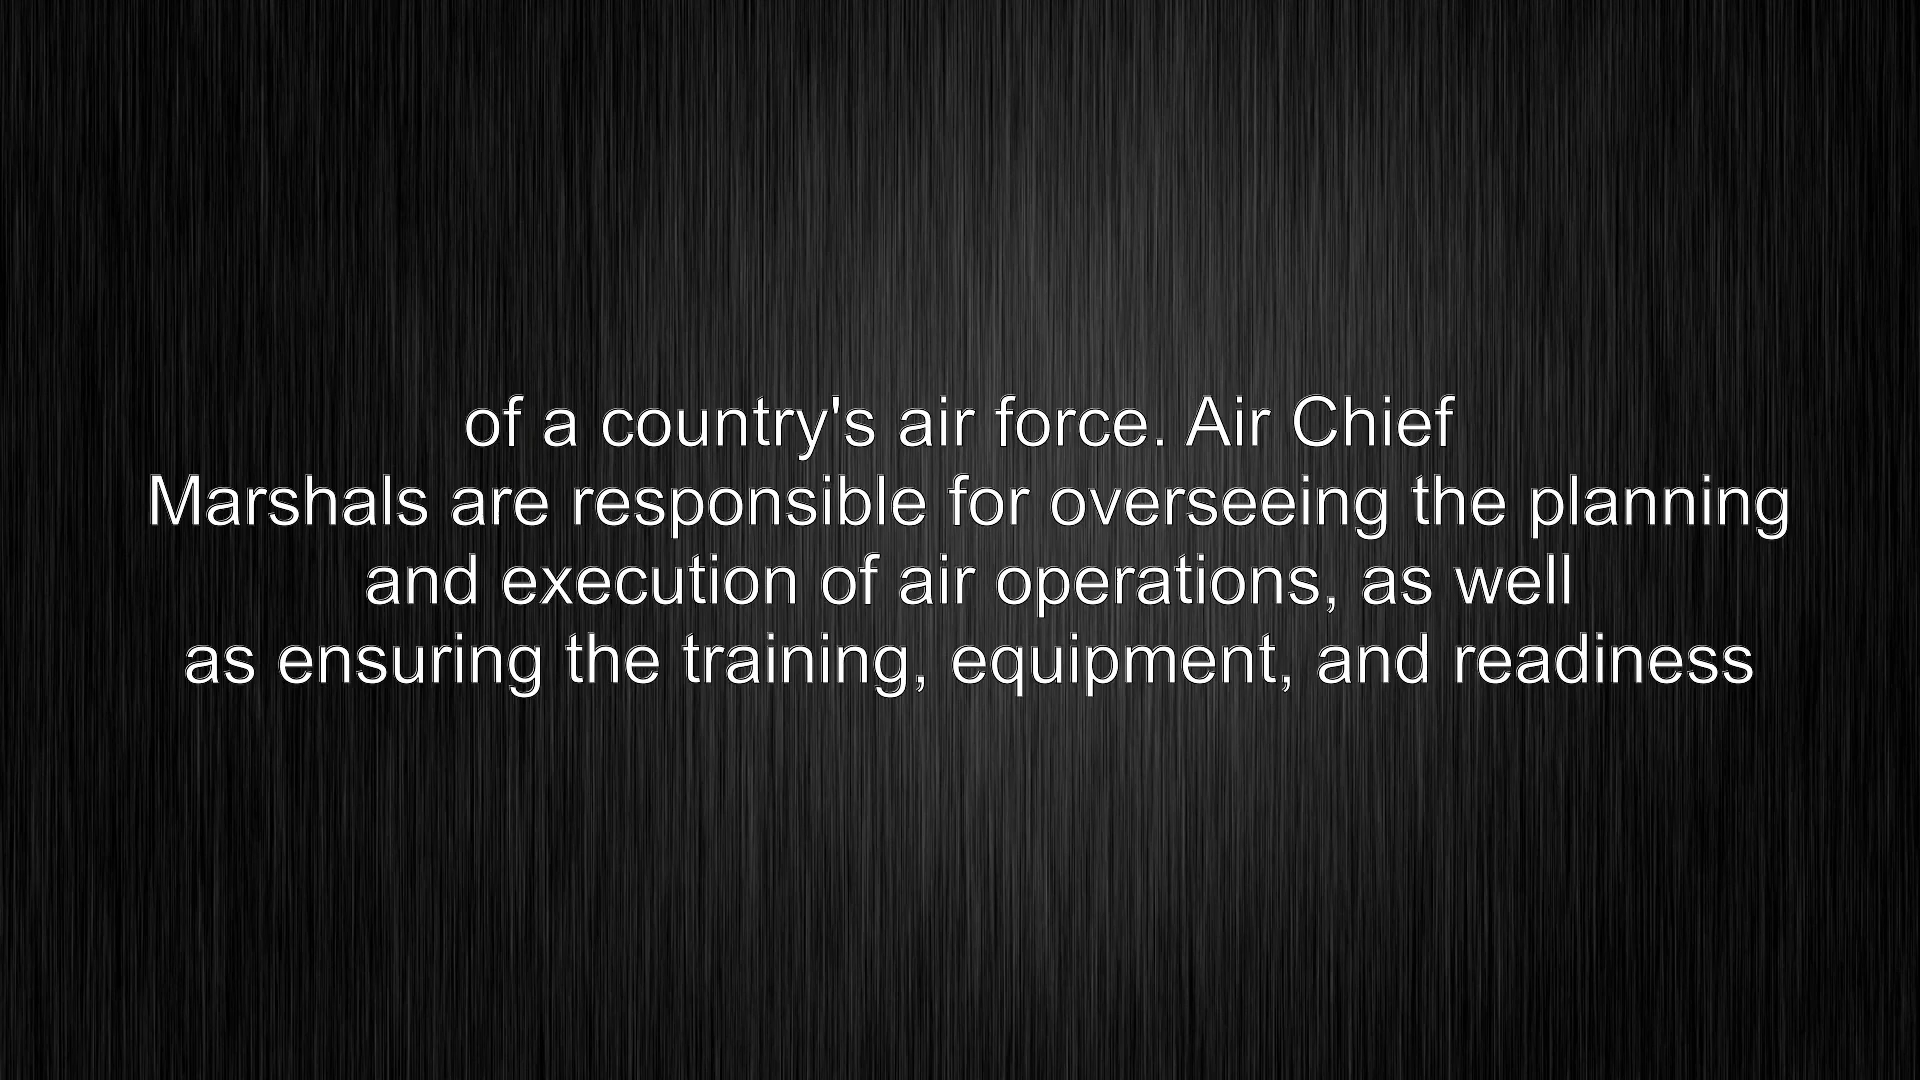 of a country's air force. Air Chief
Marshals are responsible for overseeing the planning
and execution of air operations, as well
as ensuring the training, equipment, and readiness